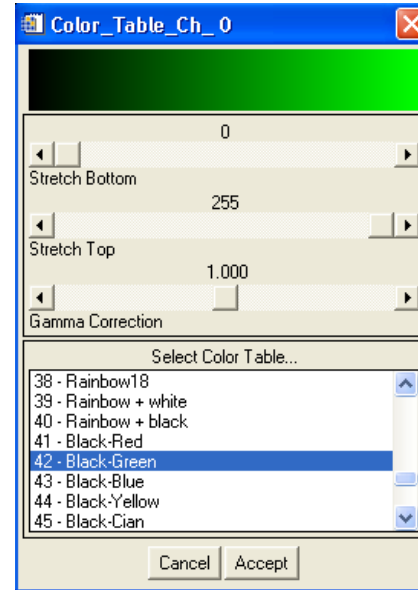 Color_Table_Ch_ 0
0
Stretch Bottom
255
Stretch Top
1.000
Gamma Correction
Select Color Table...
38 - Rainbow18
39 - Rainbow + white
40 - Rainbow + black
41 - Black-Red
42 - Black-Green
43 - Black-Blue
44 - Black-Yellow
45 - Black-Cian
Cancel Accept